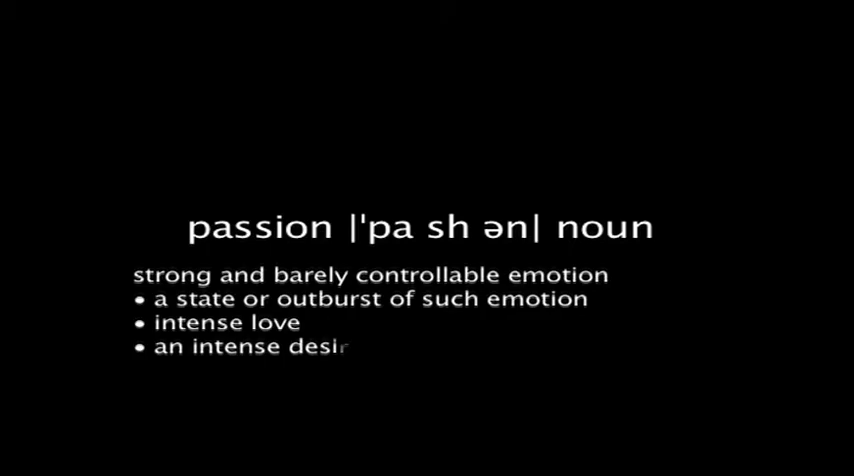 passion |'pa sh ən| noun
strong and barely controllable emotion
• a state or outburst of such emotion
• intense love
• an intense desir